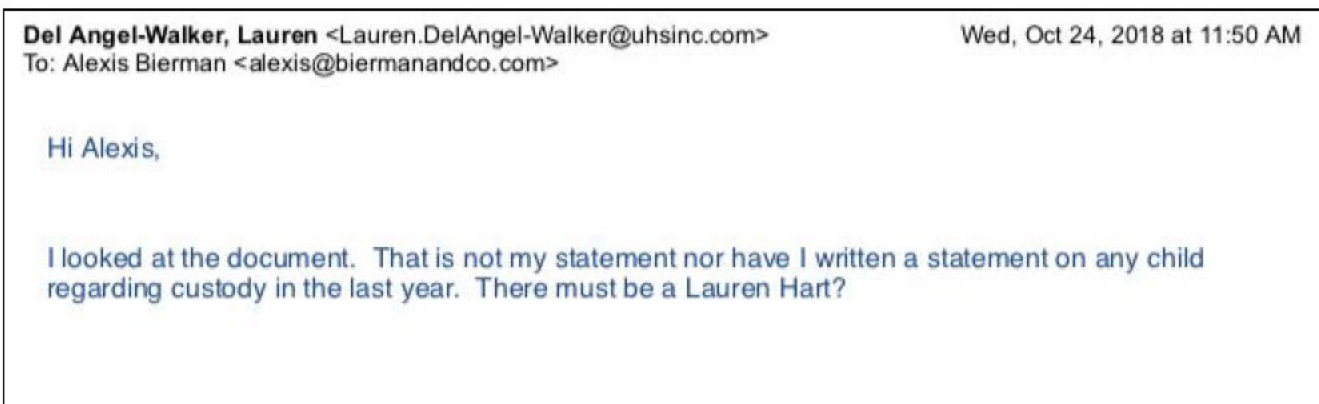 Del Angel-Walker, Lauren <Lauren.DelAngel-Walker@uhsinc.com> Wed, Oct 24, 2018 at 11:50 AM
To: Alexis Bierman <alexis@biermanandco.com>
Hi Alexis,
I looked at the document.  That is not my statement nor have I written a statement on any child
regarding custody in the last year.  There must be a Lauren Hart?